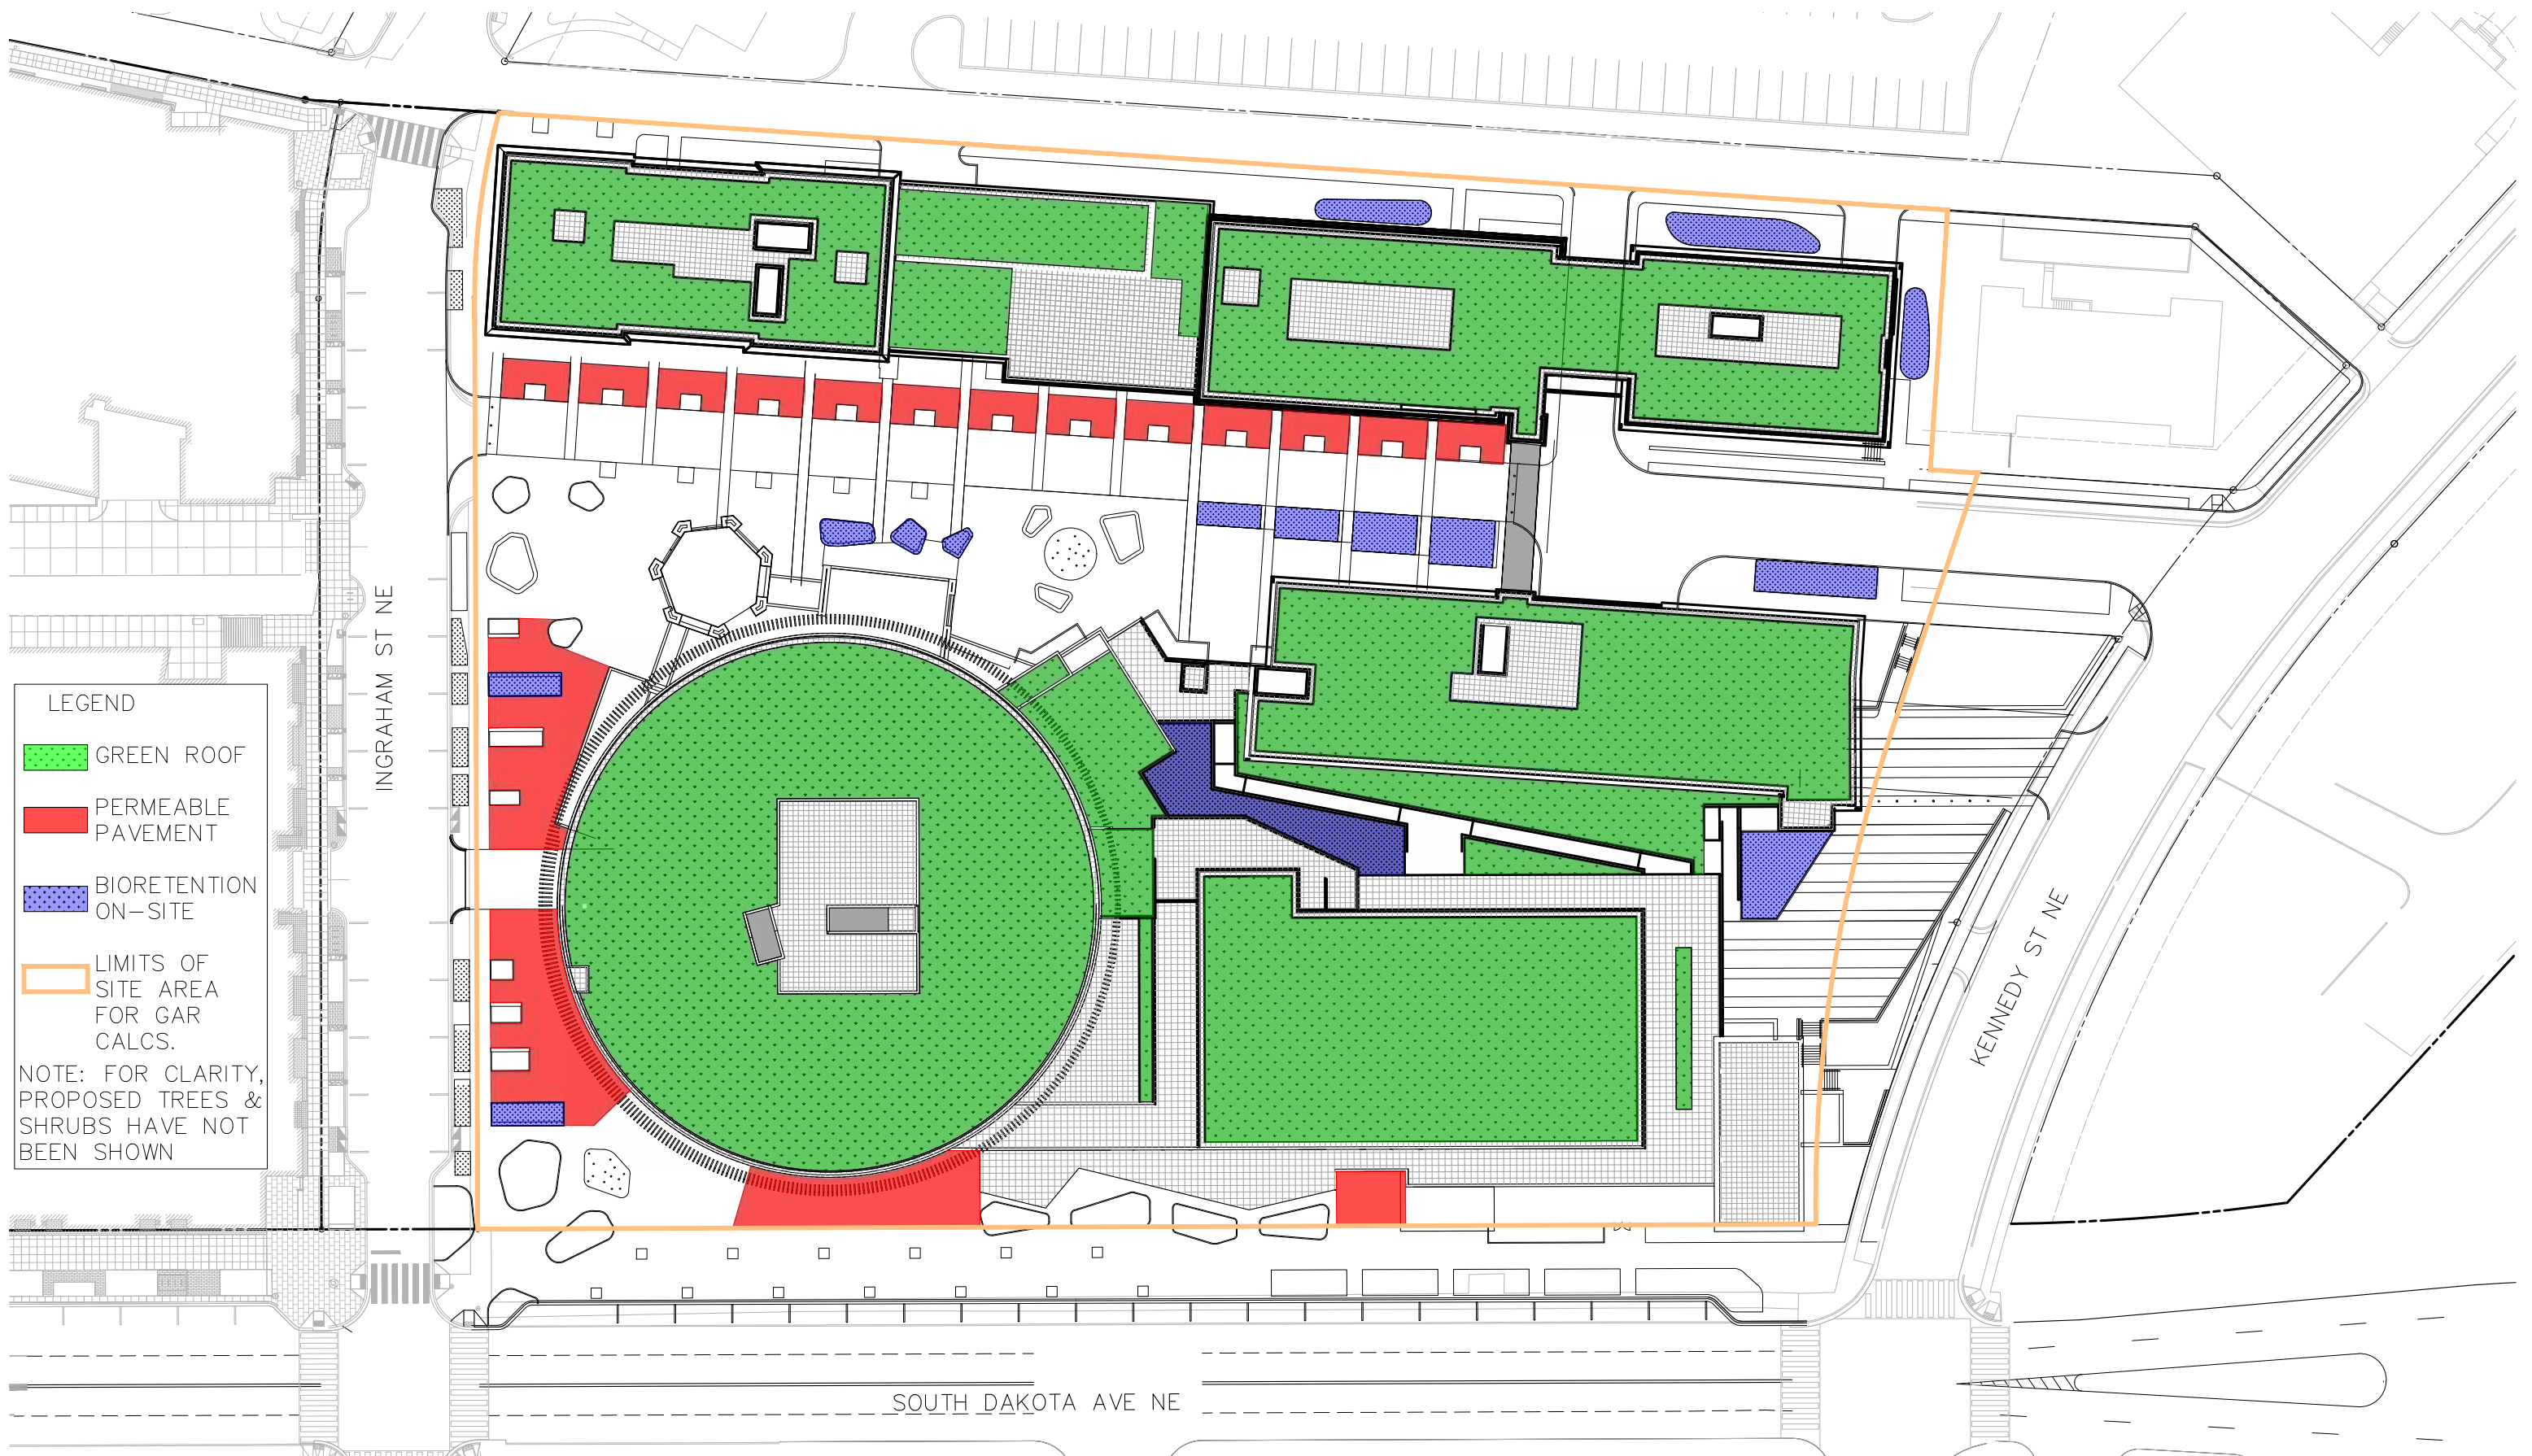 INGRAHAM ST NE
LEGEND
GREEN ROOF
PERMEABLE
PAVEMENT
BIORETENTION
ON-SITE
LIMITS OF
SITE AREA
FOR GAR
CALCS.
NOTE: FOR CLARITY,
PROPOSED TREES &
SHRUBS HAVE NOT
BEEN SHOWN
KENNEDY ST NE
SOUTH DAKOTA AVE NE